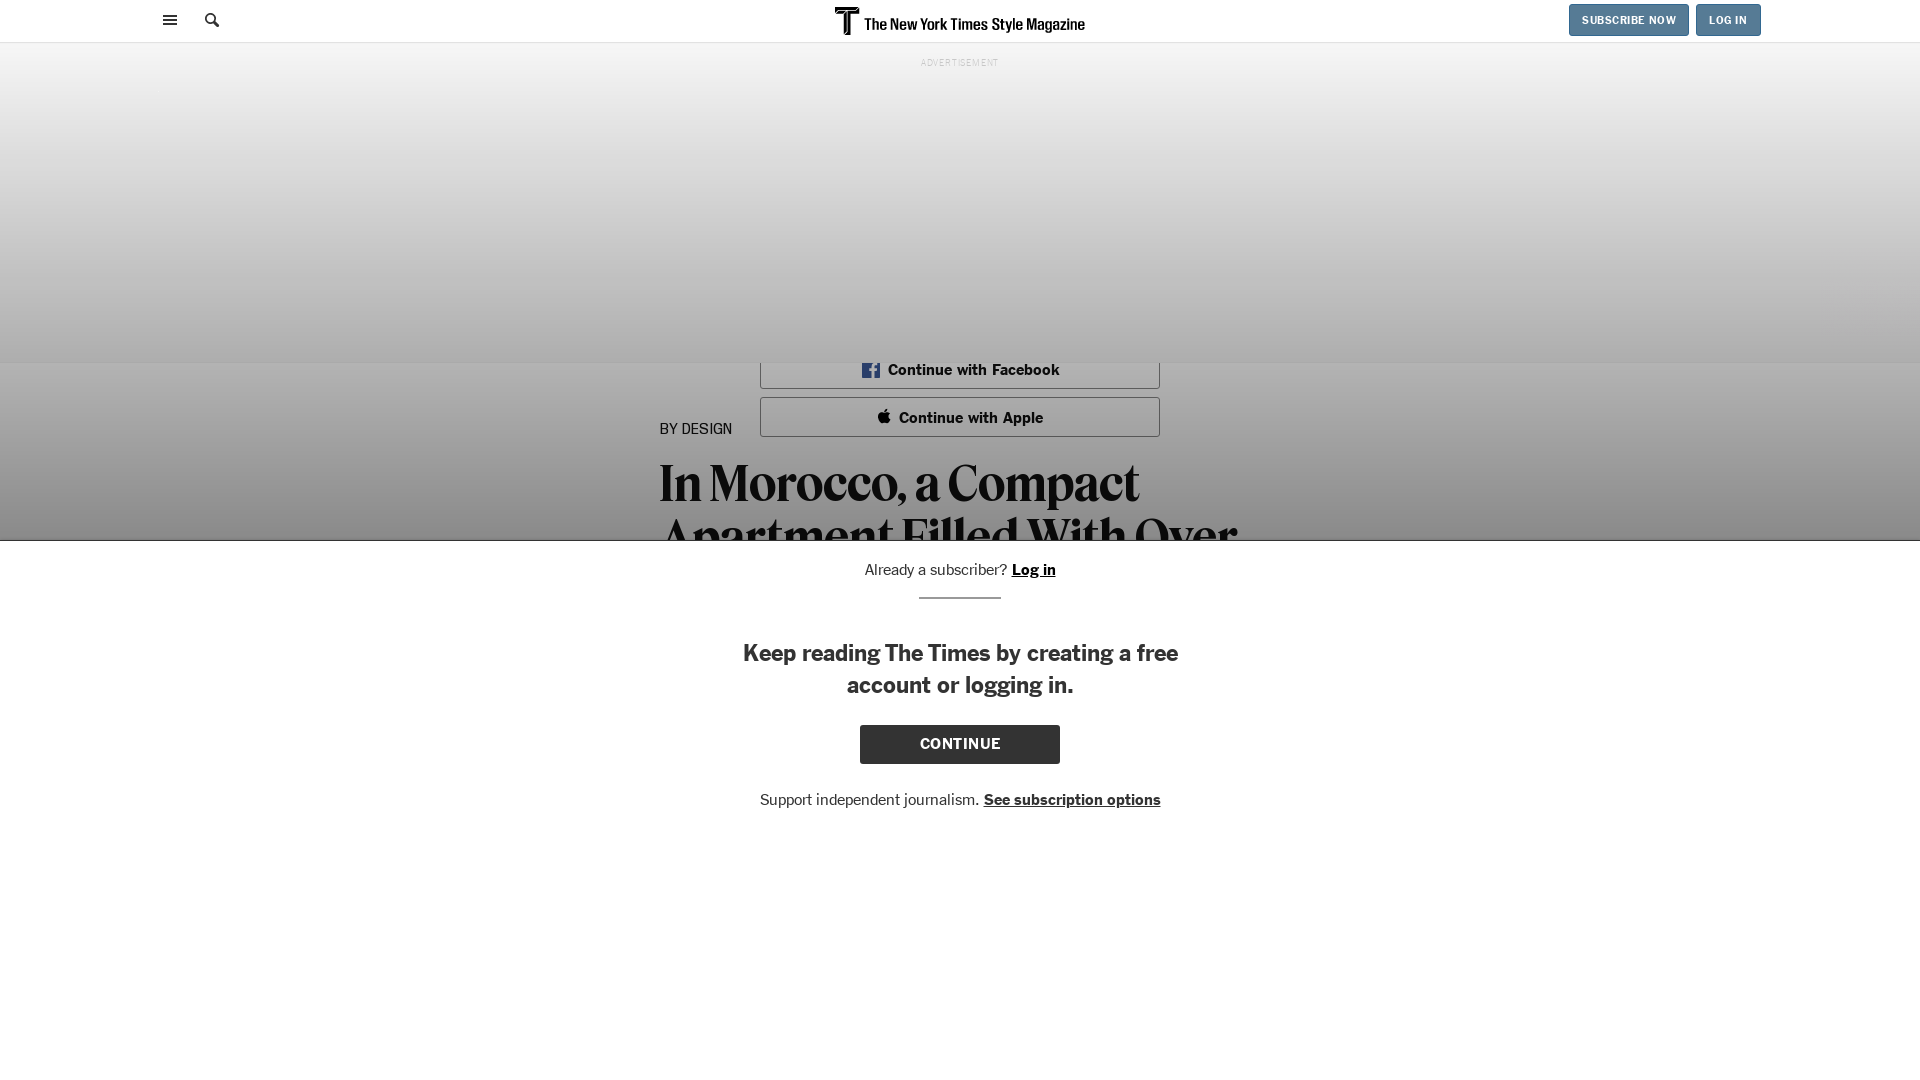 The New York Times Style Magazine
SUBSCRIBE NOW
LOG IN
ADVERTISEMENT
Continue with Facebook
Continue with Apple
BY DESIGN
In Morocco, a Compact
Apartment Filled With Over
Already a subscriber? Log in
Keep reading The Times by creating a free
account or logging in.
CONTINUE
Support independent journalism. See subscription options